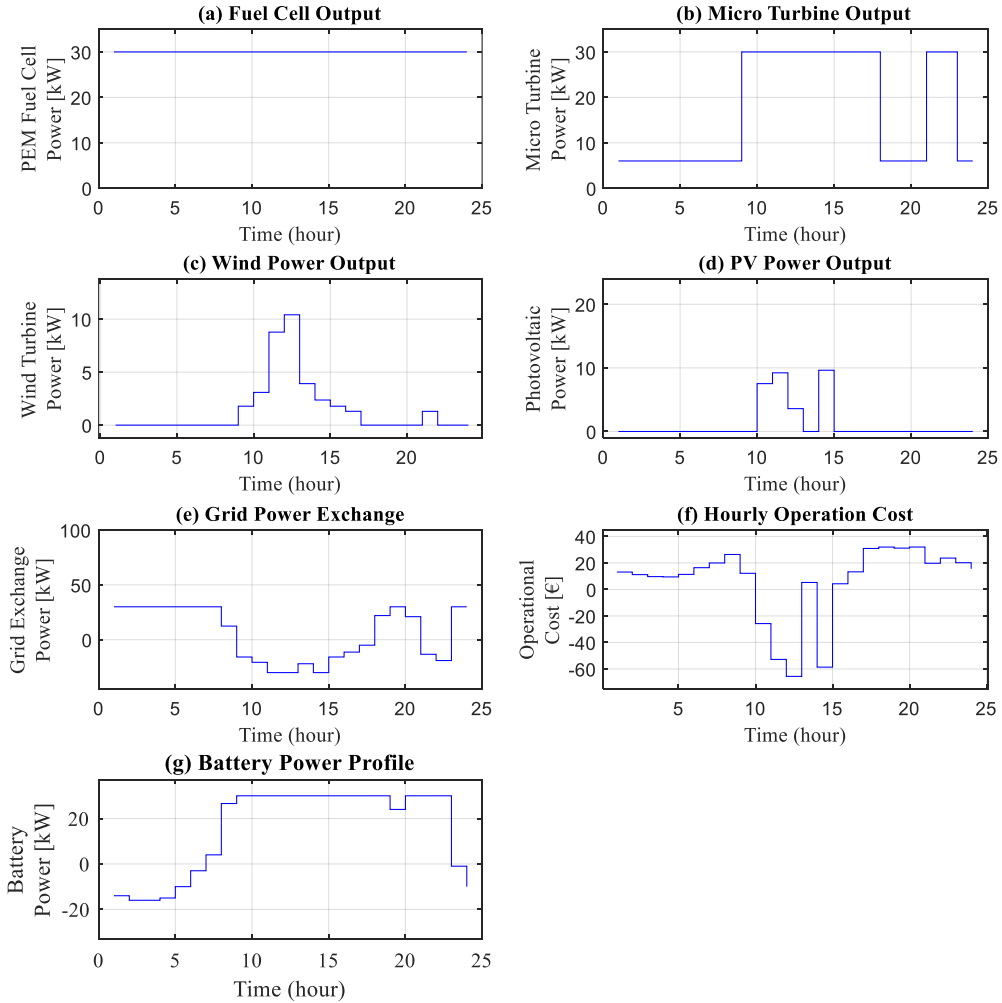 (a) Fuel Cell Output
PEM Fuel Cell
Power [kW]
30
20
10
0
0 5 10 15 20 25
Time (hour)
(b) Micro Turbine Output
Micro Turbine
Power [kW]
30
20
10
0
0 5 10 15 20 25
Time (hour)
(c) Wind Power Output
Wind Turbine
Power [kW]
10
5
0
0 5 10 15 20
Time (hour)
(d) PV Power Output
Photovoltaic
Power [kW]
20
10
0
0 5 10 15 20 25
Time (hour)
(e) Grid Power Exchange
Grid Exchange
Power [kW]
100
50
0
0 5 10 15 20 25
Time (hour)
(f) Hourly Operation Cost
Operational
Cost [€]
40
20
0
-20
-40
-60
5 10 15 20 25
Time (hour)
(g) Battery Power Profile
Battery
Power [kW]
20
0
-20
0 5 10 15 20 25
Time (hour)